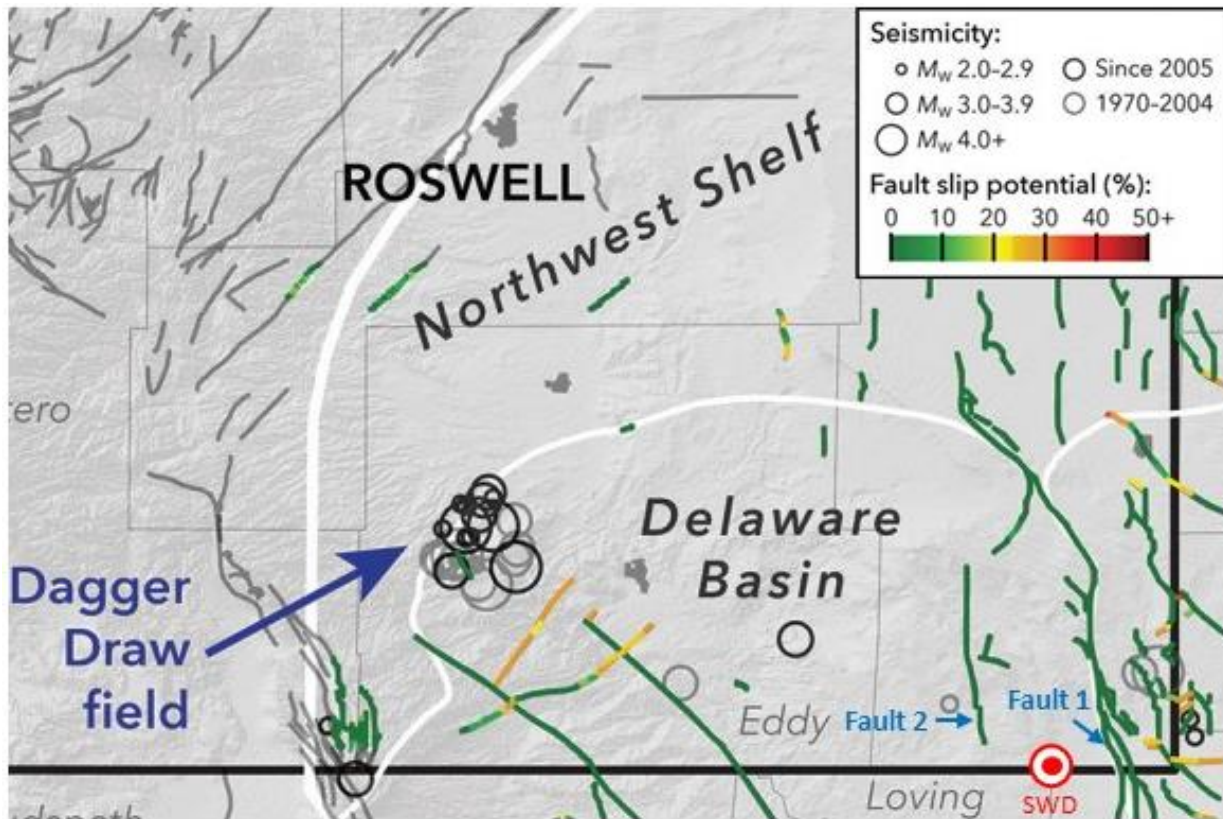 Seismicity:
Mw 2.0-2.9 Since 2005
Mw 3.0-3.9 1970-2004
Mw 4.0+
Fault slip potential (%):
0 10 20 30 40 50+
ROSWELL
Northwest Shelf
ero
Delaware
Basin
Dagger
Draw
field
Eddy
Fault 2
Fault 1
Loving
SWD